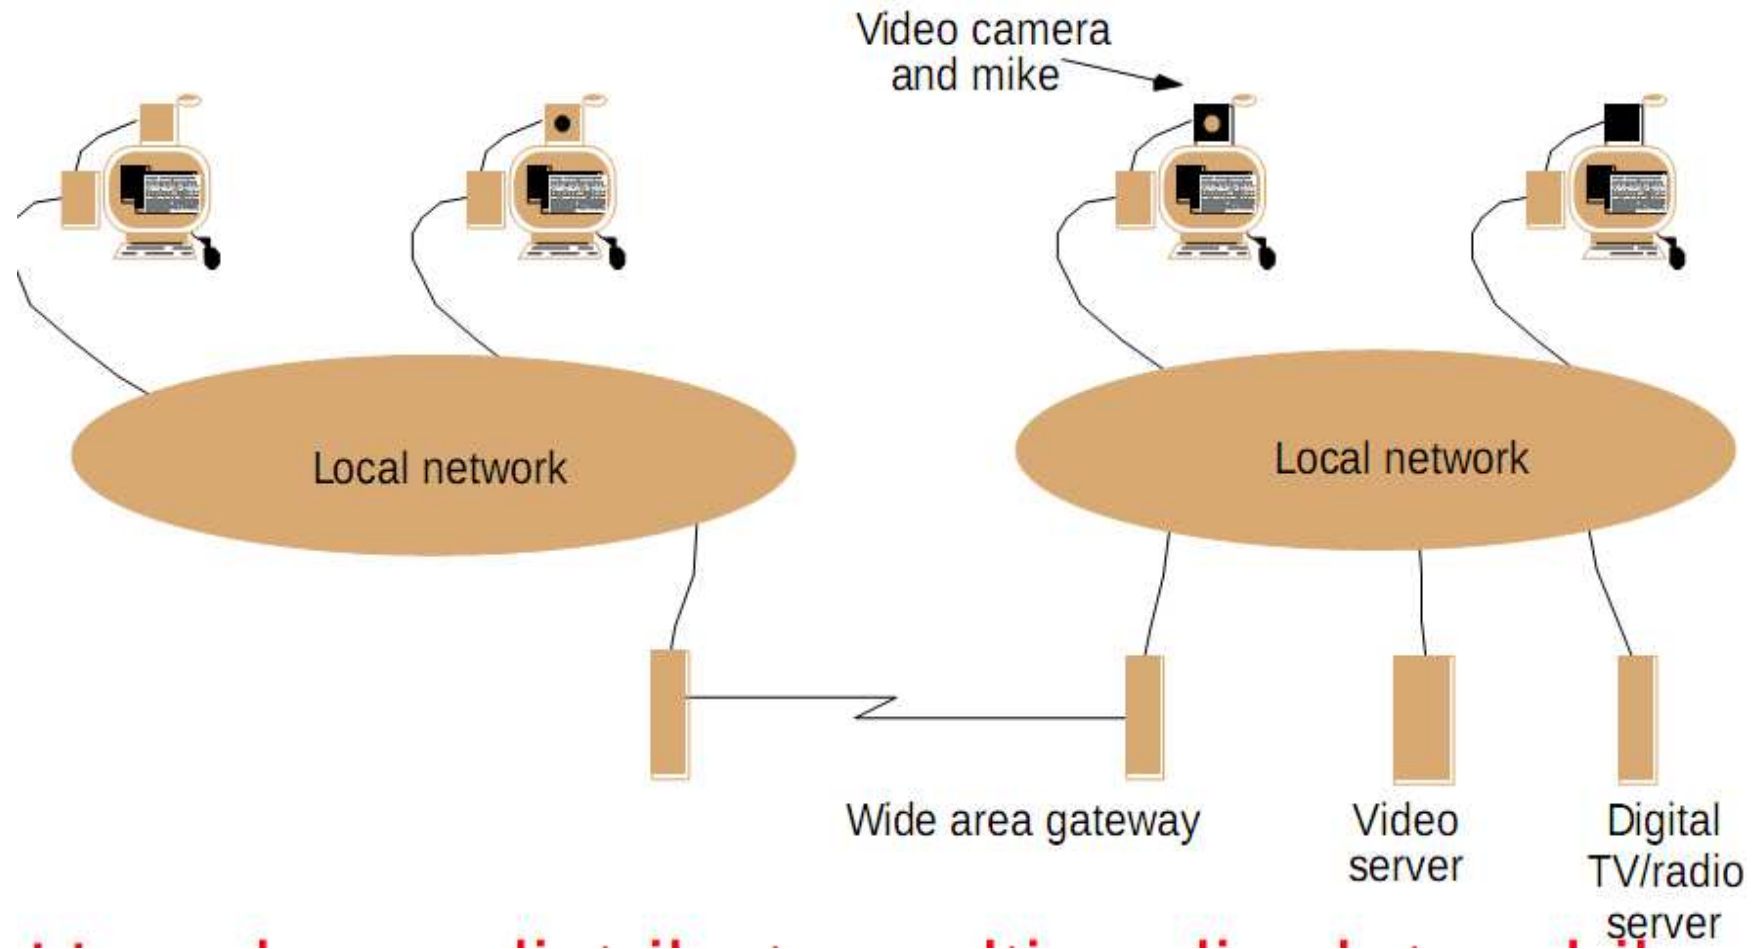 Video camera
and mike
Local network
Local network
Wide area gateway
Video
server
Digital
TV/radio
server